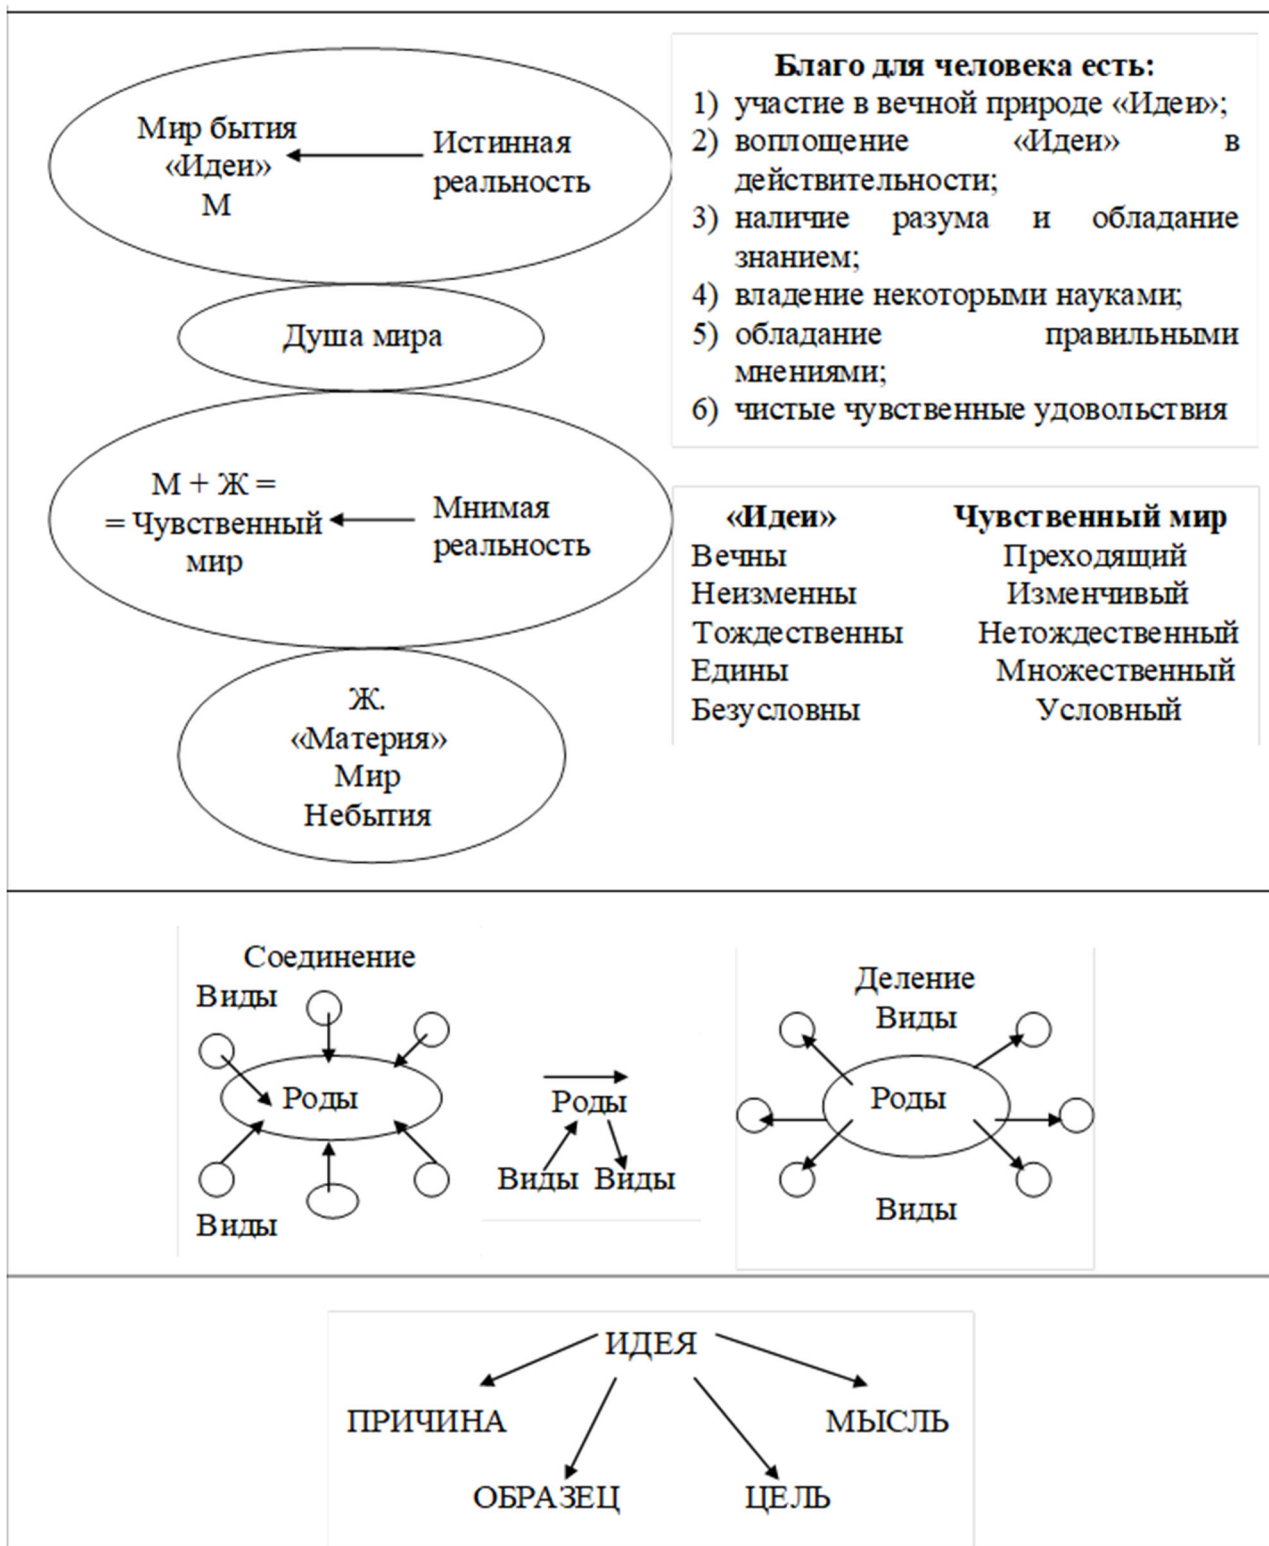 Мир бытия
«Идеи»
М
Истинная
реальность
Душа мира
М + Ж =
= Чувственный
мир
Мнимая
реальность
Ж.
«Материя»
Мир
Небытия
Благо для человека есть:
1) участие в вечной природе «Идеи»;
2) воплощение «Идеи» в
действительности;
3) наличие разума и обладание
знанием;
4) владение некоторыми науками;
5) обладание правильными
мнениями;
6) чистые чувственные удовольствия
«Идеи» Чувственный мир
Вечны Преходящий
Неизменны Изменчивый
Тождественны Нетождественный
Едины Множественный
Безусловны Условный
Соединение
Виды
Роды
Виды
Роды
Виды Виды
Деление
Виды
Роды
Виды
ИДЕЯ
ПРИЧИНА МЫСЛЬ
ОБРАЗЕЦ ЦЕЛЬ